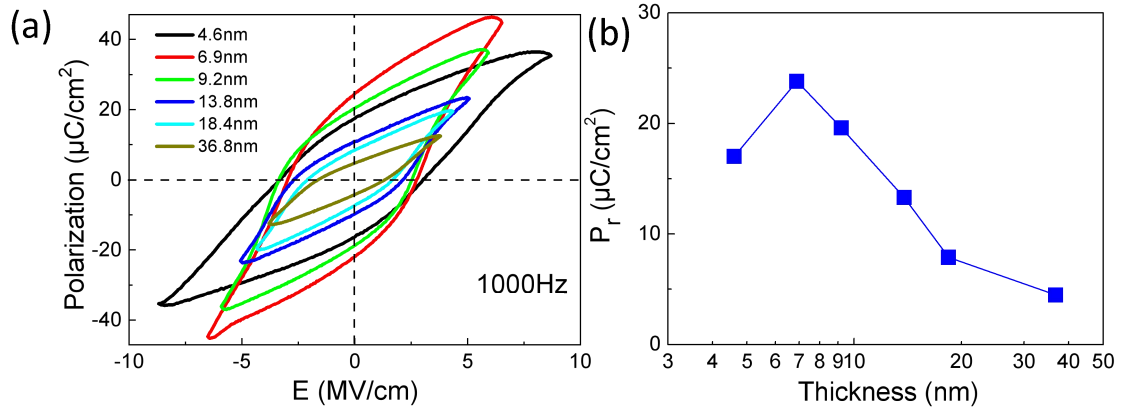 (a)
4.6nm
6.9nm
9.2nm
13.8nm
18.4nm
36.8nm
1000Hz
Polarization (µC/cm²)
40
20
0
-20
-40
-10
-5
0
5
10
E (MV/cm)
(b)
P_r (µC/cm²)
30
20
10
0
3
4
5
6
7
8
9
10
20
30
40
50
Thickness (nm)